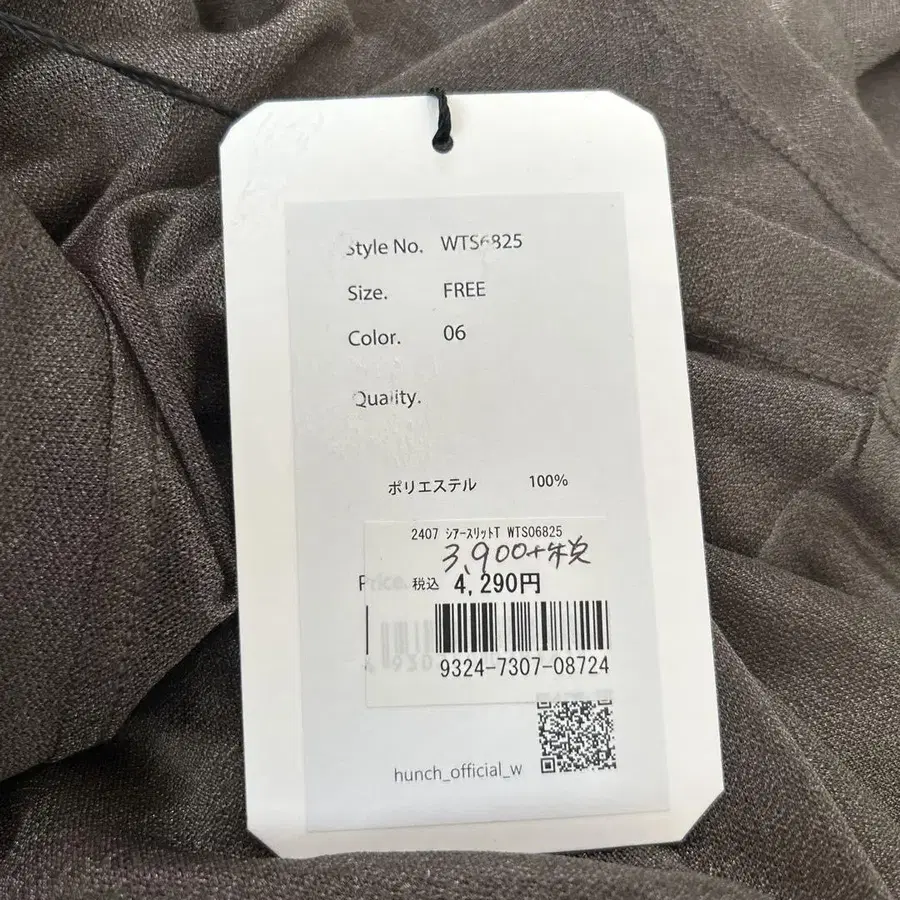 Style No. WTS6825
Size. FREE
Color. 06
Quality.
ポリエステル 100%
2407 シアースリットT WTS06825
3,900+税
Price. 税込 4,290円
9324-7307-08724
hunch_official_w